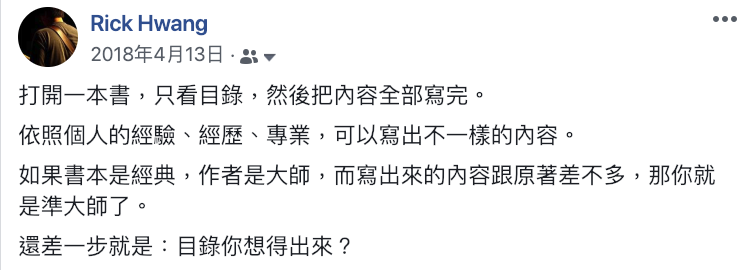 Rick Hwang
2018年4月13日 ·
打開一本書，只看目錄，然後把內容全部寫完。
依照個人的經驗、經歷、專業，可以寫出不一樣的內容。
如果書本是經典，作者是大師，而寫出來的內容跟原著差不多，那你就
是準大師了。
還差一步就是：目錄你想得出來？